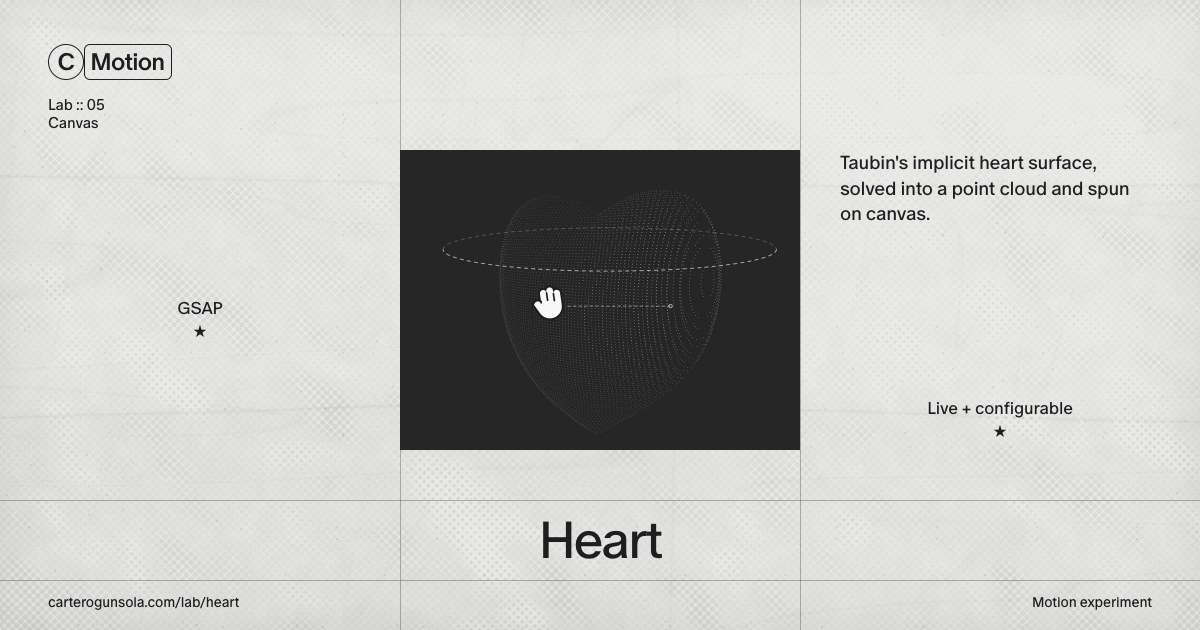 C Motion
Lab :: 05
Canvas
Taubin's implicit heart surface,
solved into a point cloud and spun
on canvas.
GSAP
Live + configurable
Heart
carterogunsola.com/lab/heart
Motion experiment